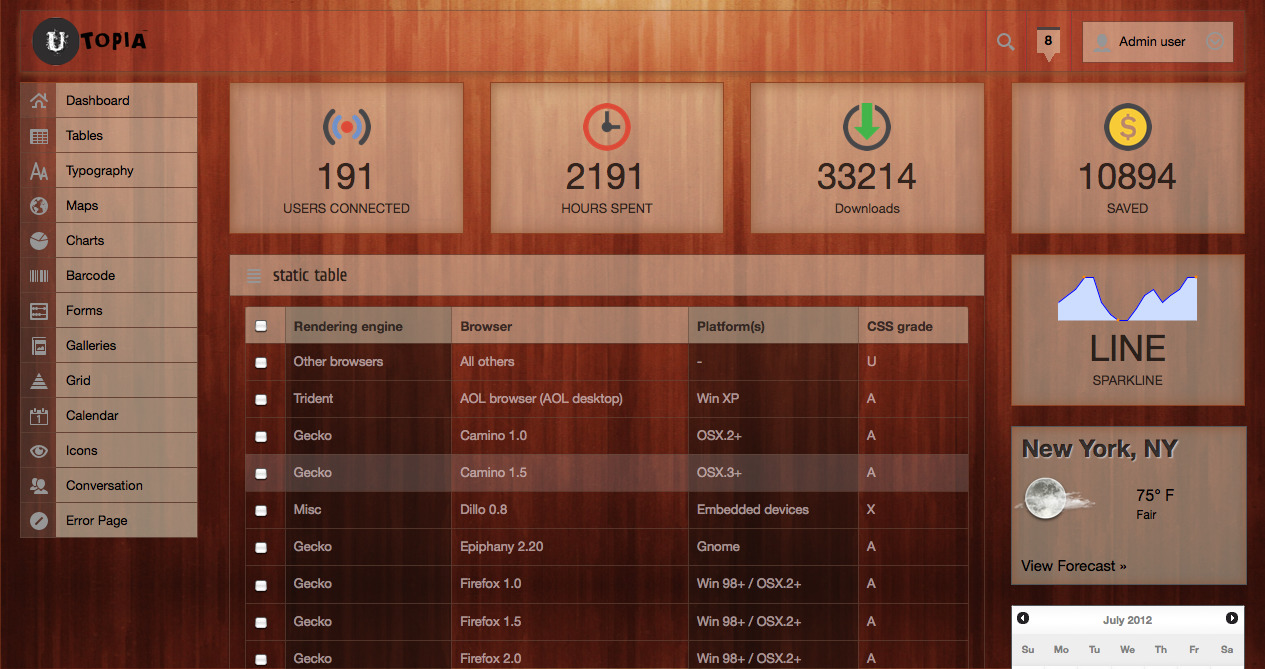 UTOPIA
8
Admin user
Dashboard
Tables
Typography
Maps
Charts
Barcode
Forms
Galleries
Grid
1
Calendar
Icons
Conversation
Error Page
191
USERS CONNECTED
2191
HOURS SPENT
33214
Downloads
$
10894
SAVED
static table
Rendering engine Browser Platform(s) CSS grade
Other browsers All others - U
Trident AOL browser (AOL desktop) Win XP A
Gecko Camino 1.0 OSX.2+ A
Gecko Camino 1.5 OSX.3+ A
Misc Dillo 0.8 Embedded devices X
Gecko Epiphany 2.20 Gnome A
Gecko Firefox 1.0 Win 98+ / OSX.2+ A
Gecko Firefox 1.5 Win 98+ / OSX.2+ A
Gecko Firefox 2.0 Win 98+ / OSX.2+ A
LINE
SPARKLINE
New York, NY
75° F
Fair
View Forecast »
July 2012
Su Mo Tu We Th Fr Sa